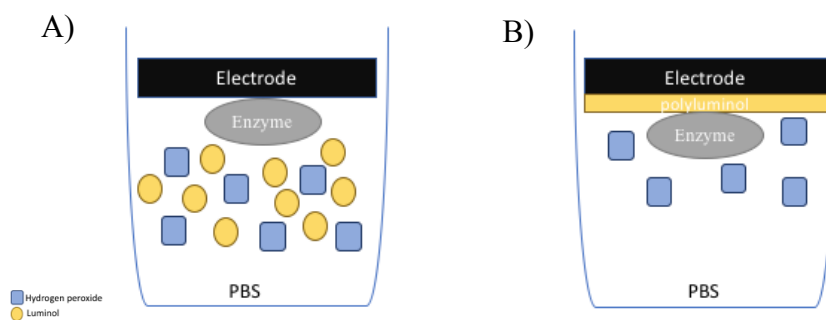 A)
Electrode
Enzyme
PBS
Hydrogen peroxide
Luminol
B)
Electrode
polyluminol
Enzyme
PBS